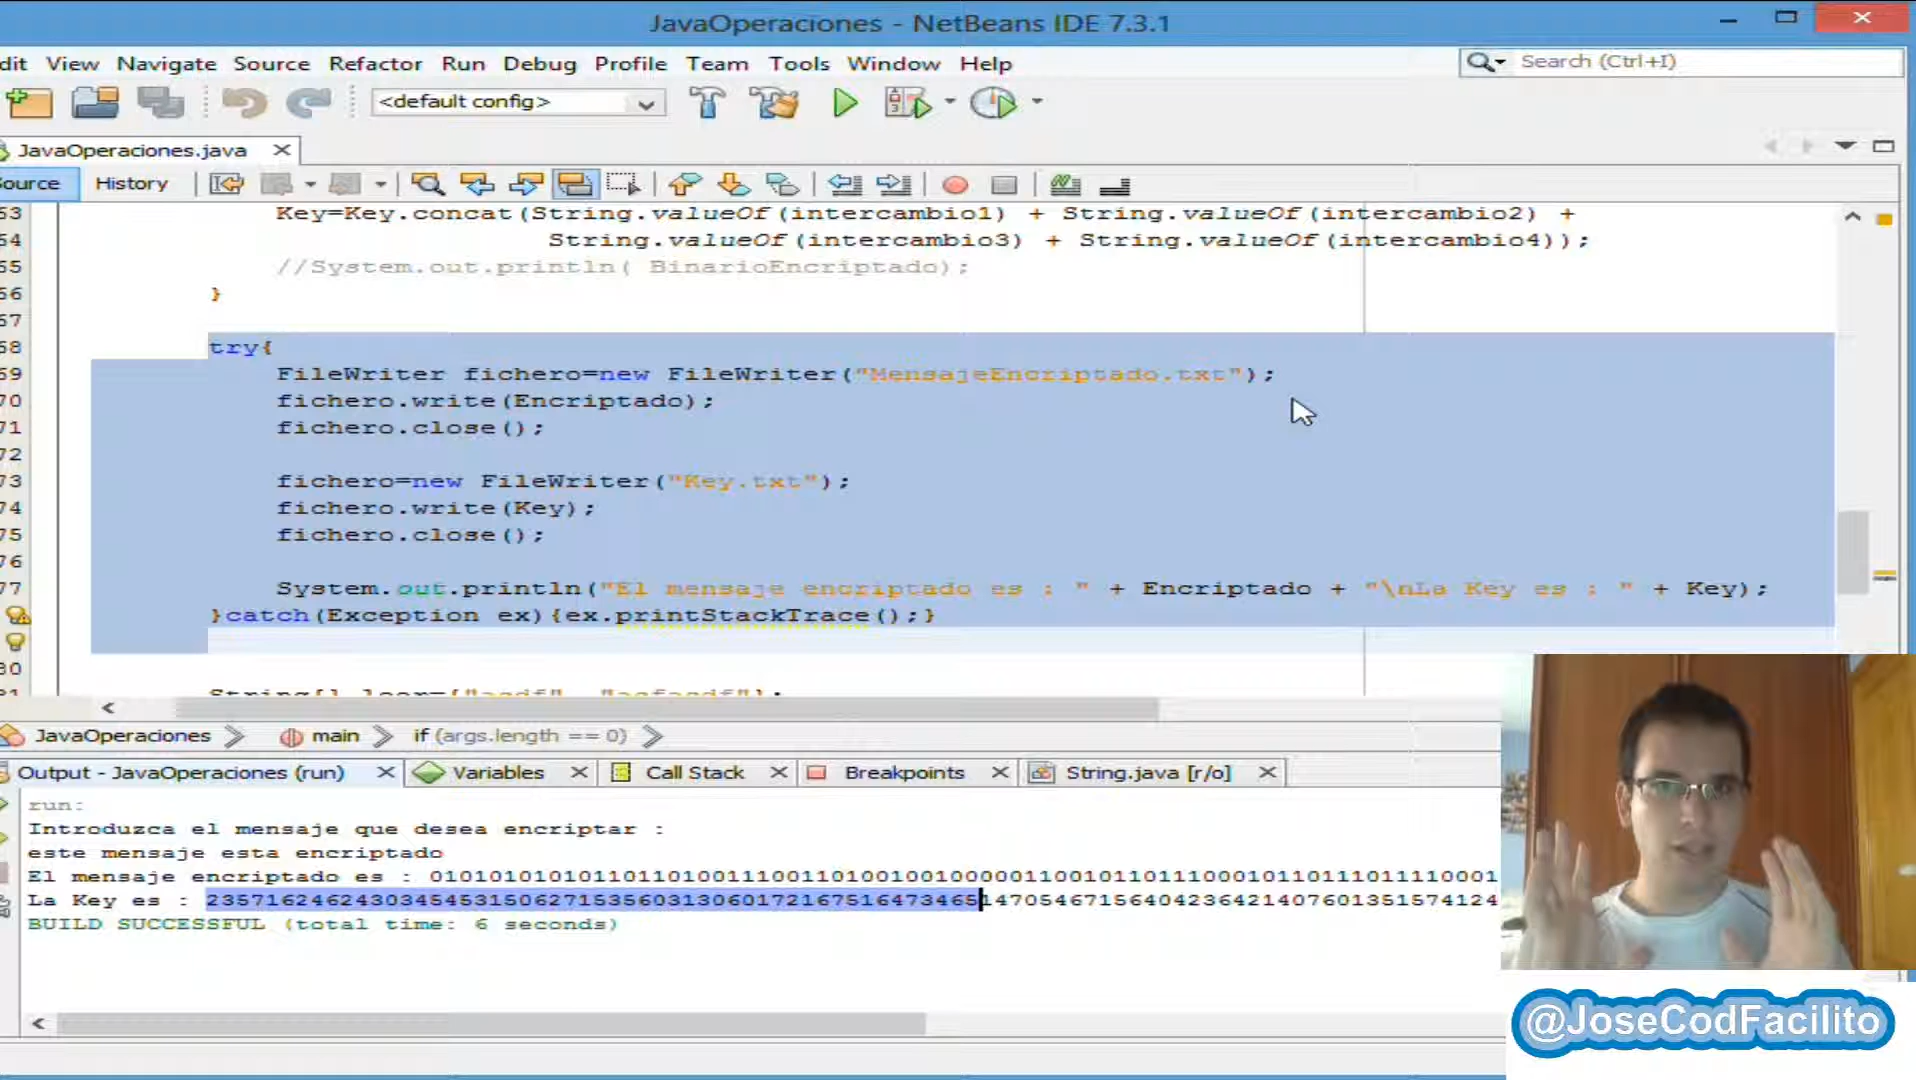 JavaOperaciones - NetBeans IDE 7.3.1
dit View Navigate Source Refactor Run Debug Profile Team Tools Window Help
Search (Ctrl+I)
<default config>
JavaOperaciones.java
Source History
53 Key=Key.concat(String.valueOf(intercambio1) + String.valueOf(intercambio2) +
54 String.valueOf(intercambio3) + String.valueOf(intercambio4));
55 //System.out.println( BinarioEncriptado);
56 }
57
58 try{
59 FileWriter fichero=new FileWriter("MensajeEncriptado.txt");
70 fichero.write(Encriptado);
71 fichero.close();
72
73 fichero=new FileWriter("Key.txt");
74 fichero.write(Key);
75 fichero.close();
76
77 System.out.println("El mensaje encriptado es : " + Encriptado + "\nLa Key es : " + Key);
}catch(Exception ex){ex.printStackTrace();}
80
JavaOperaciones main if (args.length == 0)
Output - JavaOperaciones (run) Variables Call Stack Breakpoints String.java [r/o]
run:
Introduzca el mensaje que desea encriptar :
este mensaje esta encriptado
El mensaje encriptado es :
La Key es :
BUILD SUCCESSFUL (total time: 6 seconds)
@JoseCodFacilito